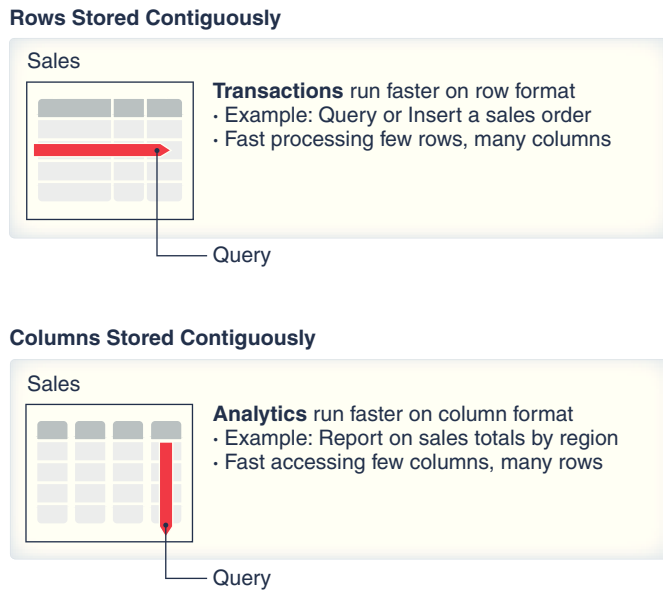 Rows Stored Contiguously
Sales
Transactions run faster on row format
· Example: Query or Insert a sales order
· Fast processing few rows, many columns
Query
Columns Stored Contiguously
Sales
Analytics run faster on column format
· Example: Report on sales totals by region
· Fast accessing few columns, many rows
Query